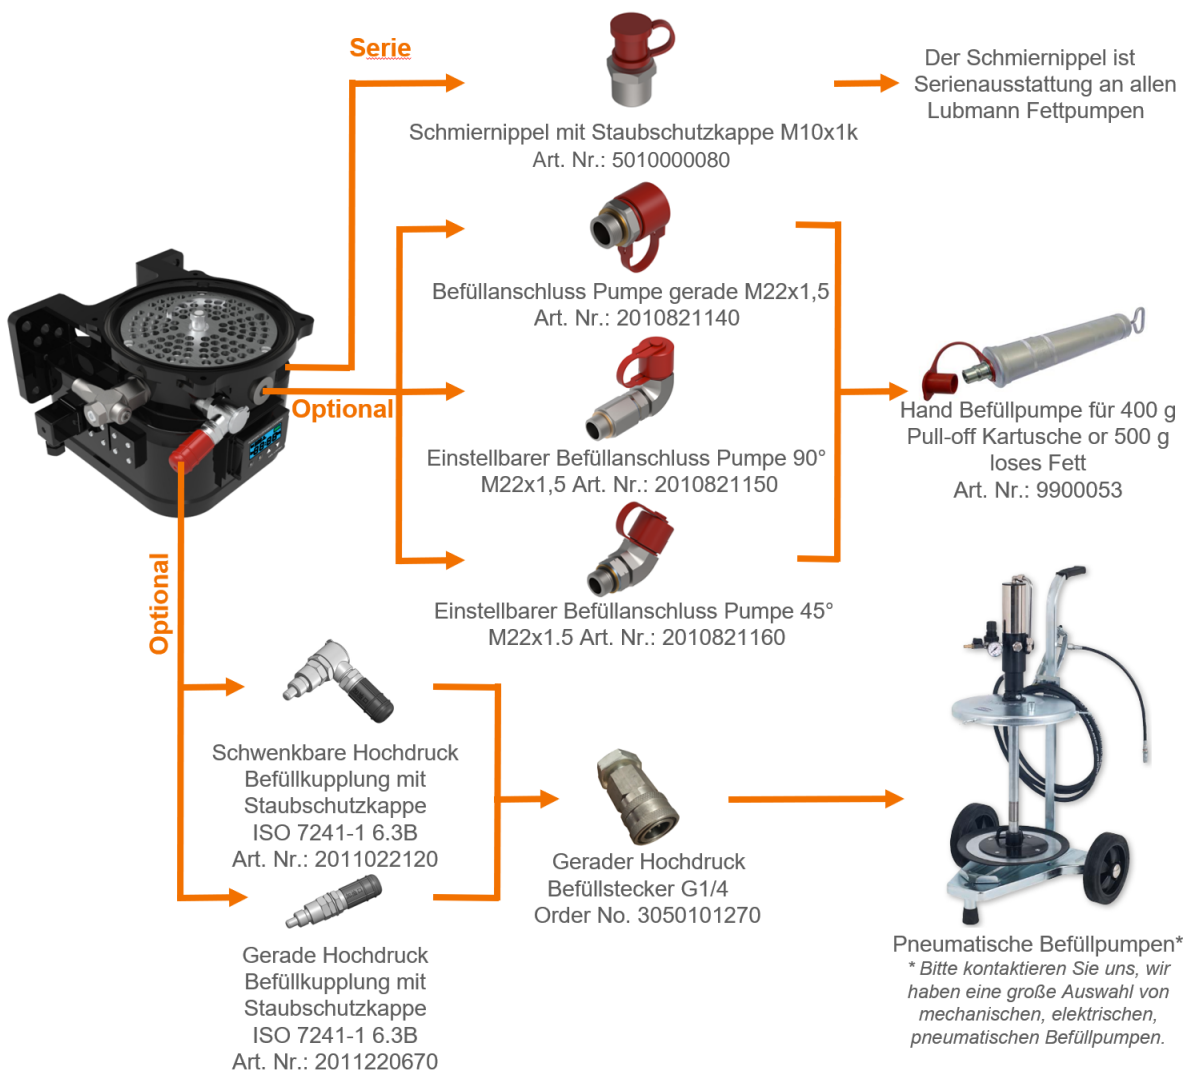 Serie
Schmiernippel mit Staubschutzkappe M10x1k
Art. Nr.: 5010000080
Der Schmiernippel ist
Serienausstattung an allen
Lubmann Fettpumpen
Befüllanschluss Pumpe gerade M22x1,5
Art. Nr.: 2010821140
Optional
Einstellbarer Befüllanschluss Pumpe 90°
M22x1,5 Art. Nr.: 2010821150
Hand Befüllpumpe für 400 g
Pull-off Kartusche or 500 g
loses Fett
Art. Nr.: 9900053
Einstellbarer Befüllanschluss Pumpe 45°
M22x1.5 Art. Nr.: 2010821160
Optional
Schwenkbare Hochdruck
Befüllkupplung mit
Staubschutzkappe
ISO 7241-1 6.3B
Art. Nr.: 2011022120
Gerader Hochdruck
Befüllstecker G1/4
Order No. 3050101270
Gerade Hochdruck
Befüllkupplung mit
Staubschutzkappe
ISO 7241-1 6.3B
Art. Nr.: 2011220670
Pneumatische Befüllpumpen*
* Bitte kontaktieren Sie uns, wir
haben eine große Auswahl von
mechanischen, elektrischen,
pneumatischen Befüllpumpen.